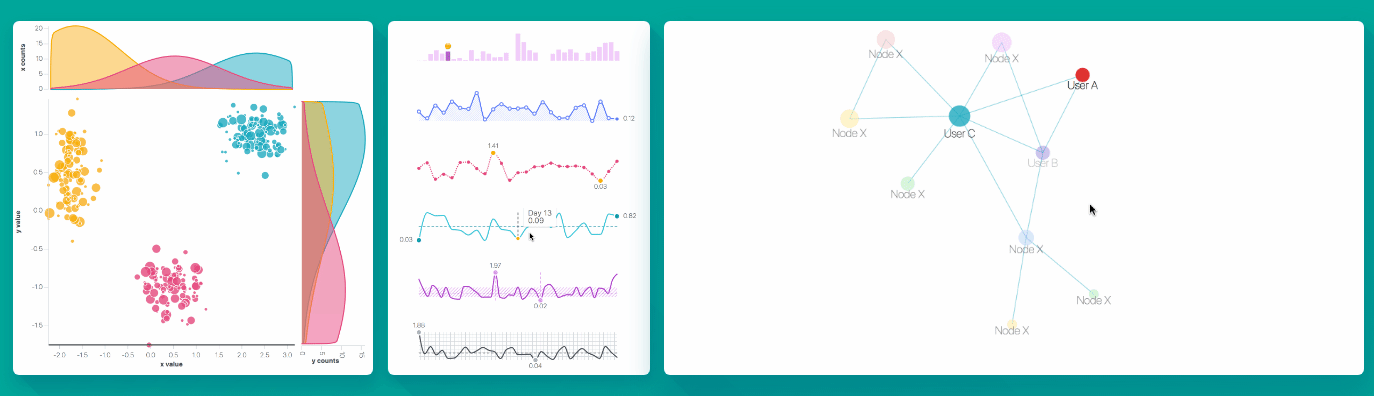 x counts
20
15
10
5
0
y value
1.0
0.5
0.0
-0.5
-1.0
-1.5
-2.0 -1.5 -1.0 -0.5 0.0 0.5 1.0 1.5 2.0 2.5 3.0
x value
0 5
y counts
0.12
1.41
0.03
Day 13
0.09
0.82
0.03
1.97
0.02
1.86
0.04
Node X
Node X
User A
Node X
User C
User B
Node X
Node X
Node X
Node X